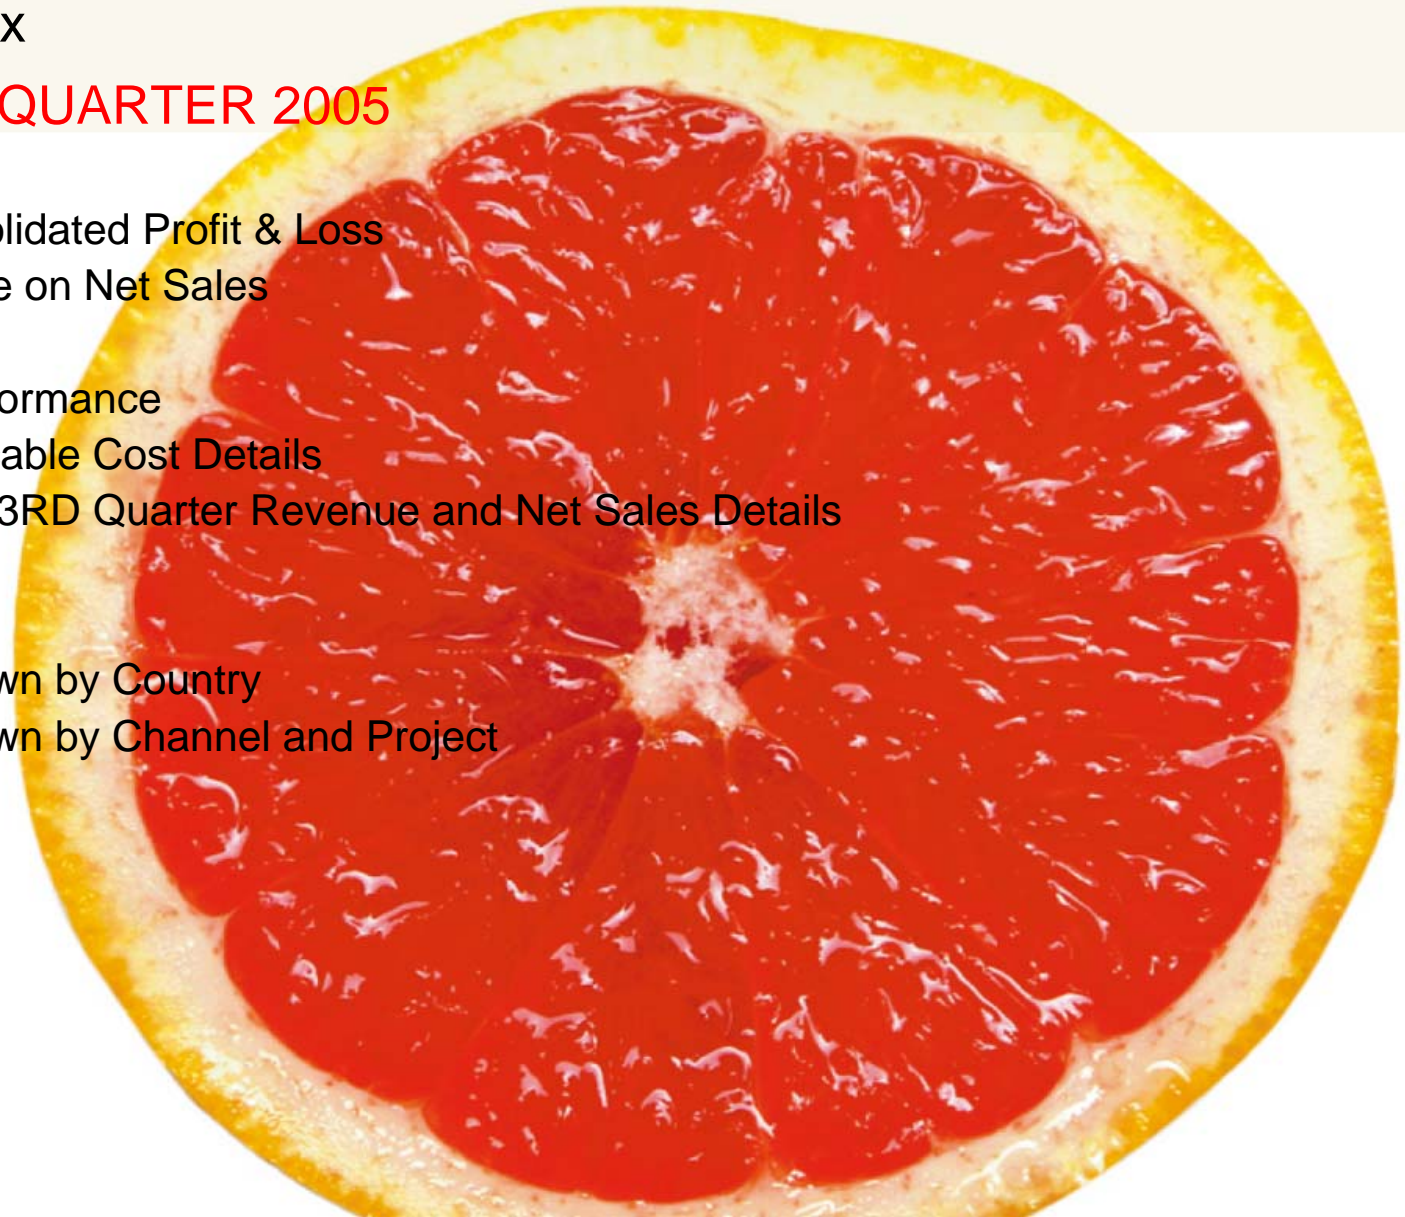 x
QUARTER 2005
olidated Profit & Loss
e on Net Sales
ormance
able Cost Details
3RD Quarter Revenue and Net Sales Details
wn by Country
wn by Channel and Project